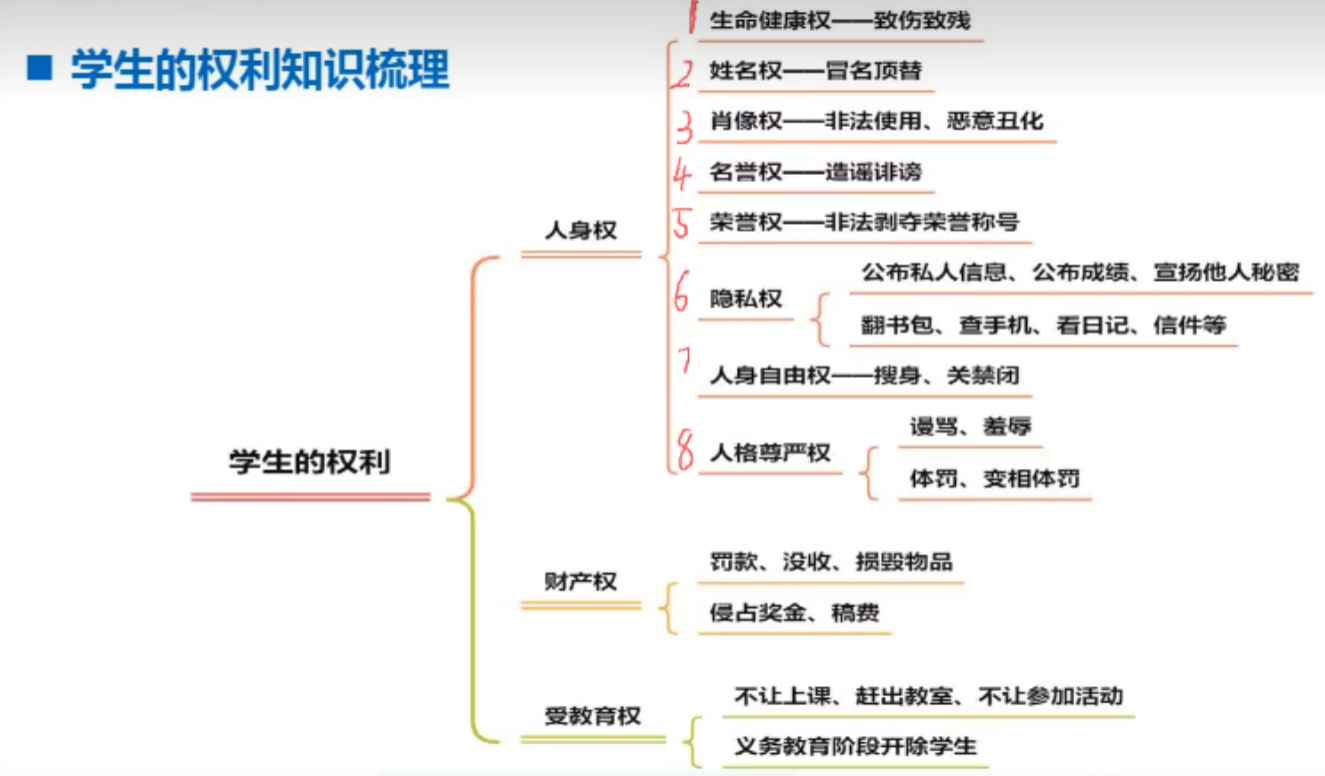 ■ 学生的权利知识梳理
1 生命健康权——致伤致残
2 姓名权——冒名顶替
3 肖像权——非法使用、恶意丑化
4 名誉权——造谣诽谤
5 荣誉权——非法剥夺荣誉称号
人身权
6 隐私权
公布私人信息、公布成绩、宣扬他人秘密
翻书包、查手机、看日记、信件等
7 人身自由权——搜身、关禁闭
8 人格尊严权
谩骂、羞辱
体罚、变相体罚
学生的权利
财产权
罚款、没收、损毁物品
侵占奖金、稿费
受教育权
不让上课、赶出教室、不让参加活动
义务教育阶段开除学生